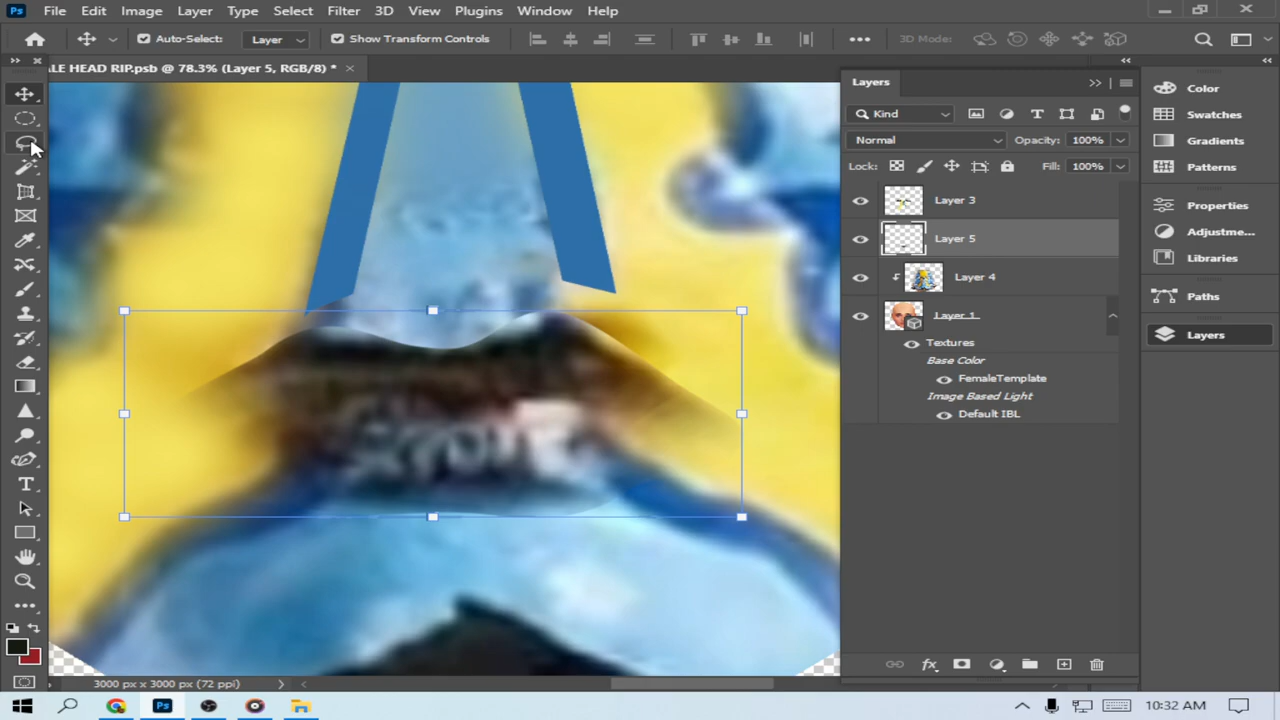 Ps File Edit Image Layer Type Select Filter 3D View Plugins Window Help
Auto-Select: Layer Show Transform Controls 3D Mode:
LE HEAD RIP.psb @ 78.3% (Layer 5, RGB/8) *
Layers
Kind
Normal Opacity: 100%
Lock: Fill: 100%
Layer 3
Layer 5
Layer 4
Layer 1
Textures
Base Color
FemaleTemplate
Image Based Light
Default IBL
Color
Swatches
Gradients
Patterns
Properties
Adjustme...
Libraries
Paths
Layers
3000 px x 3000 px (72 ppi)
Ps 10:32 AM